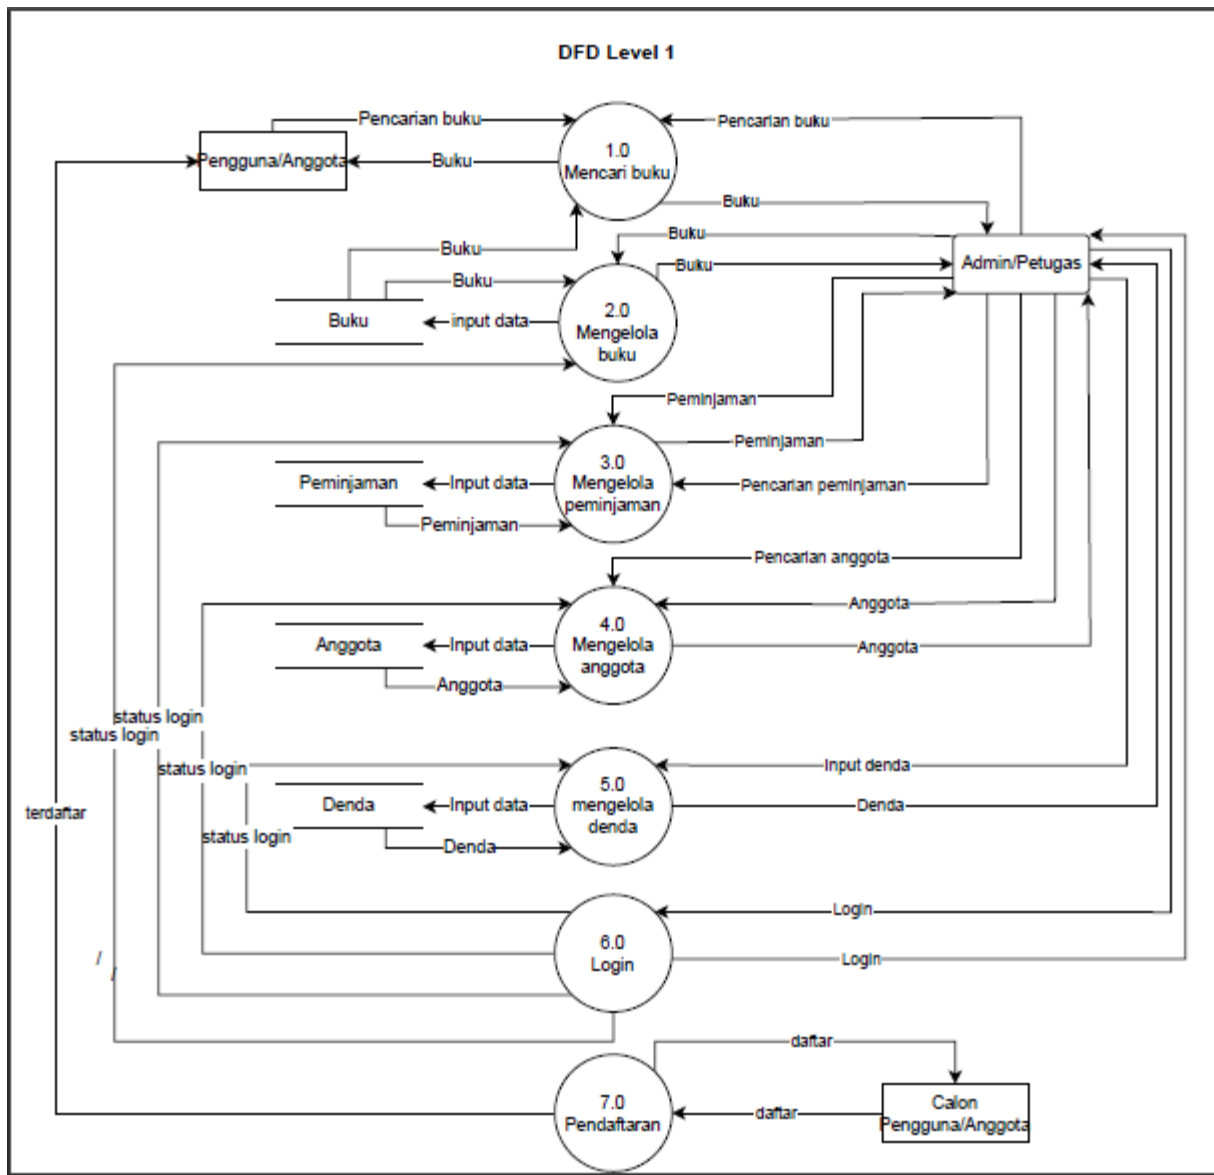 DFD Level 1
Pencarian buku
Pencarian buku
1.0
Mencari buku
Pengguna/Anggota
Buku
Buku
Buku
Buku
Admin/Petugas
Buku
Buku
Buku
input data
2.0
Mengelola
buku
Peminjaman
Peminjaman
3.0
Mengelola
peminjaman
Peminjaman
Input data
Pencarian peminjaman
Peminjaman
Pencarian anggota
Anggota
4.0
Mengelola
anggota
Anggota
Input data
Anggota
Anggota
status login
status login
status login
Input denda
5.0
mengelola
denda
Denda
Input data
Denda
terdaftar
status login
Denda
Login
6.0
Login
Login
/
/
daftar
7.0
Pendaftaran
daftar
Calon
Pengguna/Anggota